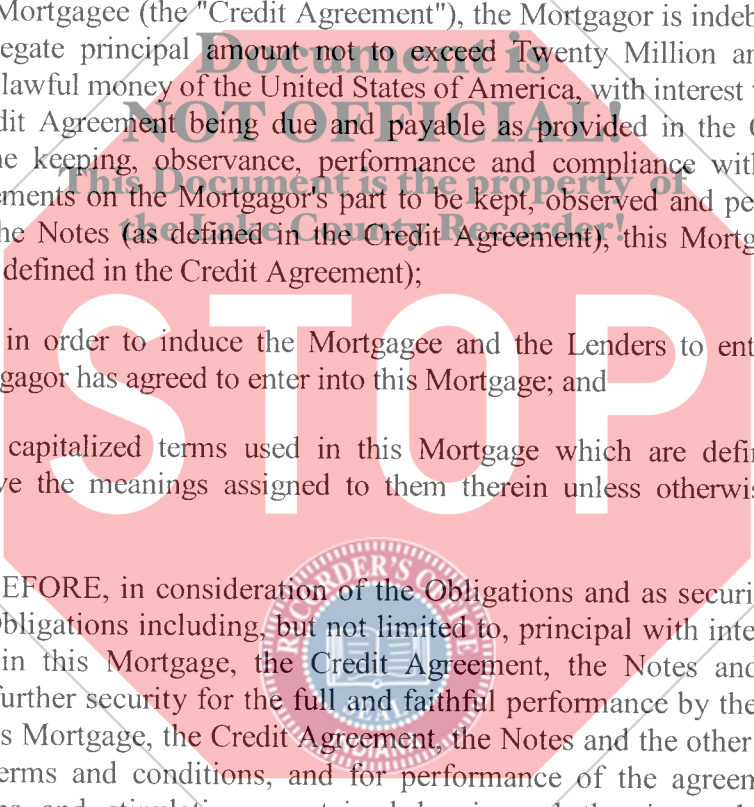 Mortgagee (the "Credit Agreement"), the Mortgagor is indeb
egate principal amount not to exceed Twenty Million an
lawful money of the United States of America, with interest
dit Agreement being due and payable as provided in the C
ne keeping, observance, performance and compliance with
ements on the Mortgagor's part to be kept, observed and pe
he Notes (as defined in the Credit Agreement), this Mortg
defined in the Credit Agreement);
Document is
NOT OFFICIAL!
This Document is the property of
the Lake County Recorder!
STOP
in order to induce the Mortgagee and the Lenders to ent
gagor has agreed to enter into this Mortgage; and
capitalized terms used in this Mortgage which are defin
ve the meanings assigned to them therein unless otherwis
EFORE, in consideration of the Obligations and as securi
bligations including, but not limited to, principal with inte
in this Mortgage, the Credit Agreement, the Notes and
further security for the full and faithful performance by the
s Mortgage, the Credit Agreement, the Notes and the other
erms and conditions, and for performance of the agreem
RECORDER'S OFFICE
SEAL
INDIANA